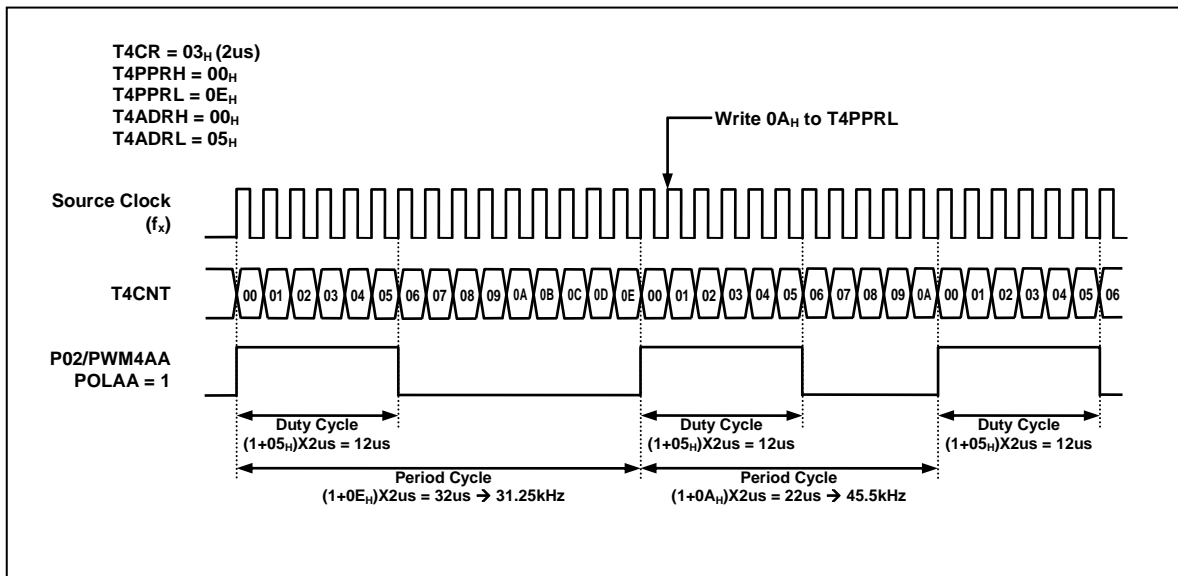 T4CR = 03H (2us)
T4PPRH = 00H
T4PPRL = 0EH
T4ADRH = 00H
T4ADRL = 05H
Write 0AH to T4PPRL
Source Clock
(fx)
T4CNT
00 01 02 03 04 05 06 07 08 09 0A 0B 0C 0D 0E 00 01 02 03 04 05 06 07 08 09 0A 00 01 02 03 04 05 06
P02/PWM4AA
POLAA = 1
Duty Cycle
(1+05H)X2us = 12us
Duty Cycle
(1+05H)X2us = 12us
Duty Cycle
(1+05H)X2us = 12us
Period Cycle
(1+0EH)X2us = 32us → 31.25kHz
Period Cycle
(1+0AH)X2us = 22us → 45.5kHz